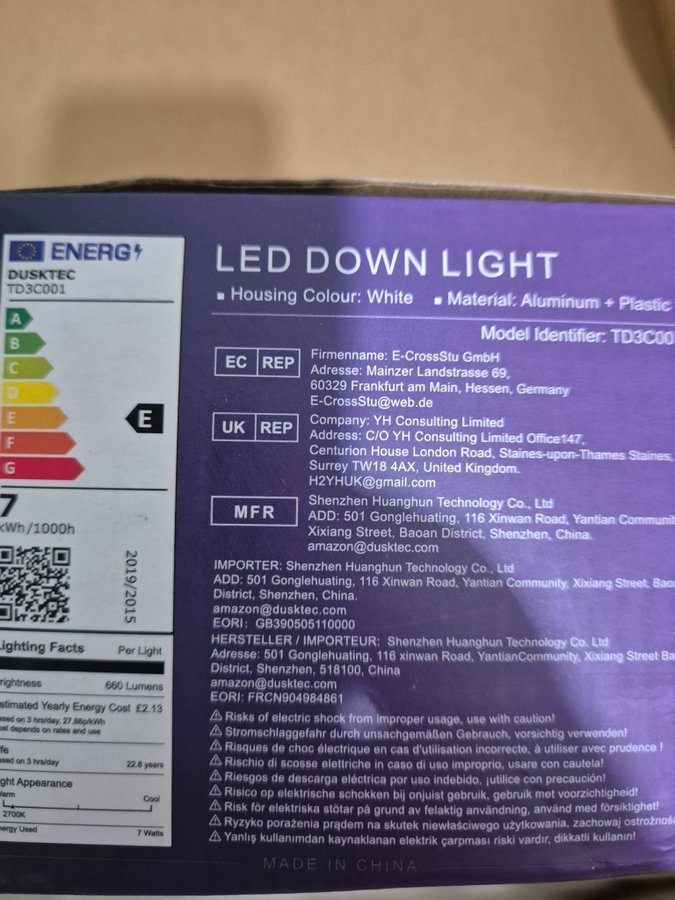 ENERG
DUSKTEC
TD3C001
A
B
C
D
E
F
G
E
7
kWh/1000h
2019/2015
Lighting Facts
Per Light
660 Lumens
Estimated Yearly Energy Cost £2.13
based on 3 hrs/day, 27.68p/kWh
cost depends on rates and use
based on 3 hrs/day
22.8 years
Light Appearance
Warm
Cool
2700K
Energy Used
7 Watts
LED DOWN LIGHT
▪ Housing Colour: White ▪ Material: Aluminum + Plastic
Model Identifier: TD3C00
EC REP
Firmenname: E-CrossStu GmbH
Adresse: Mainzer Landstrasse 69,
60329 Frankfurt am Main, Hessen, Germany
E-CrossStu@web.de
UK REP
Company: YH Consulting Limited
Address: C/O YH Consulting Limited Office147,
Centurion House London Road, Staines-upon-Thames Staines,
Surrey TW18 4AX, United Kingdom.
H2YHUK@gmail.com
MFR
Shenzhen Huanghun Technology Co., Ltd
ADD: 501 Gonglehuating, 116 Xinwan Road, Yantian Communit
Xixiang Street, Baoan District, Shenzhen, China.
amazon@dusktec.com
IMPORTER: Shenzhen Huanghun Technology Co., Ltd
ADD: 501 Gonglehuating, 116 Xinwan Road, Yantian Community, Xixiang Street, Bao
District, Shenzhen, China.
amazon@dusktec.com
EORI: GB390505110000
HERSTELLER / IMPORTEUR: Shenzhen Huanghun Technology Co. Ltd
Adresse: 501 Gonglehuating, 116 xinwan Road, YantianCommunity, Xixiang Street Ba
District, Shenzhen, 518100, China
amazon@dusktec.com
EORI: FRCN904984861
⚠ Risks of electric shock from improper usage, use with caution!
⚠ Stromschlaggefahr durch unsachgemäßen Gebrauch, vorsichtig verwenden!
⚠ Risques de choc électrique en cas d'utilisation incorrecte, à utiliser avec prudence !
⚠ Rischio di scosse elettriche in caso di uso improprio, usare con cautela!
⚠ Riesgos de descarga eléctrica por uso indebido, ¡utilice con precaución!
⚠ Risico op elektrische schokken bij onjuist gebruik, gebruik met voorzichtigheid!
⚠ Risk för elektriska stötar på grund av felaktig användning, använd med försiktighet!
⚠ Ryzyko porażenia prądem na skutek niewłaściwego użytkowania, zachowaj ostrożnoś
⚠ Yanlış kullanımdan kaynaklanan elektrik çarpması riski vardır, dikkatli kullanın!
MADE IN CHINA